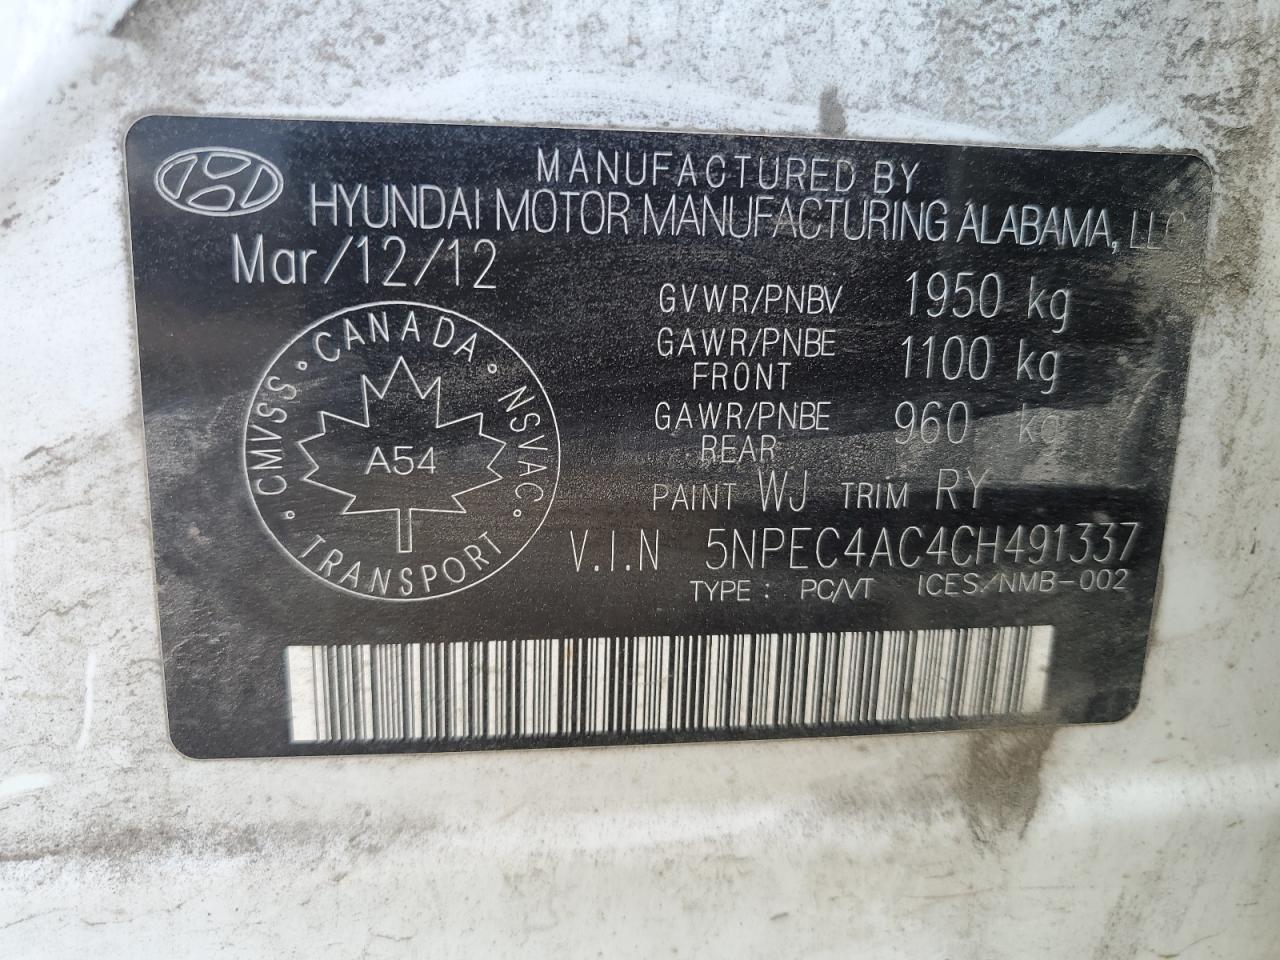 MANUFACTURED BY
HYUNDAI MOTOR MANUFACTURING ALABAMA, LLC
Mar/12/12
GVWR/PNBV 1950 kg
GAWR/PNBE FRONT 1100 kg
GAWR/PNBE REAR 960 kg
PAINT WJ TRIM RY
V.I.N 5NPEC4AC4CH491337
TYPE : PC/VT ICES/NMB-002
CANADA · NSVAC · TRANSPORT · CMVSS ·
A54